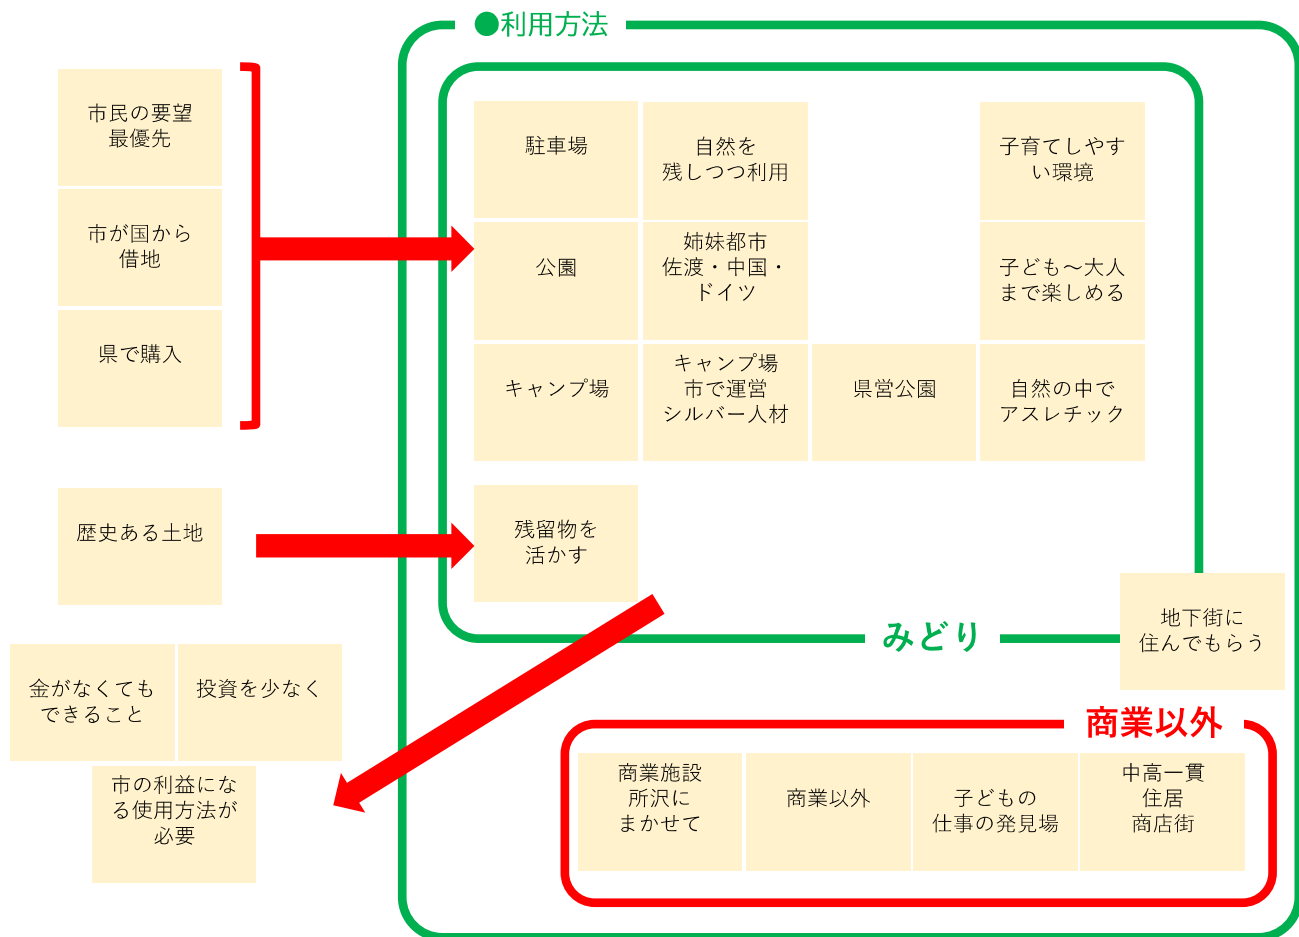 ●利用方法
市民の要望
最優先
市が国から
借地
県で購入
駐車場
自然を
残しつつ利用
子育てしやす
い環境
公園
姉妹都市
佐渡・中国・
ドイツ
子ども～大人
まで楽しめる
キャンプ場
キャンプ場
市で運営
シルバー人材
県営公園
自然の中で
アスレチック
歴史ある土地
残留物を
活かす
みどり
地下街に
住んでもらう
金がなくても
できること
投資を少なく
市の利益にな
る使用方法が
必要
商業以外
商業施設
所沢に
まかせて
商業以外
子どもの
仕事の発見場
中高一貫
住居
商店街